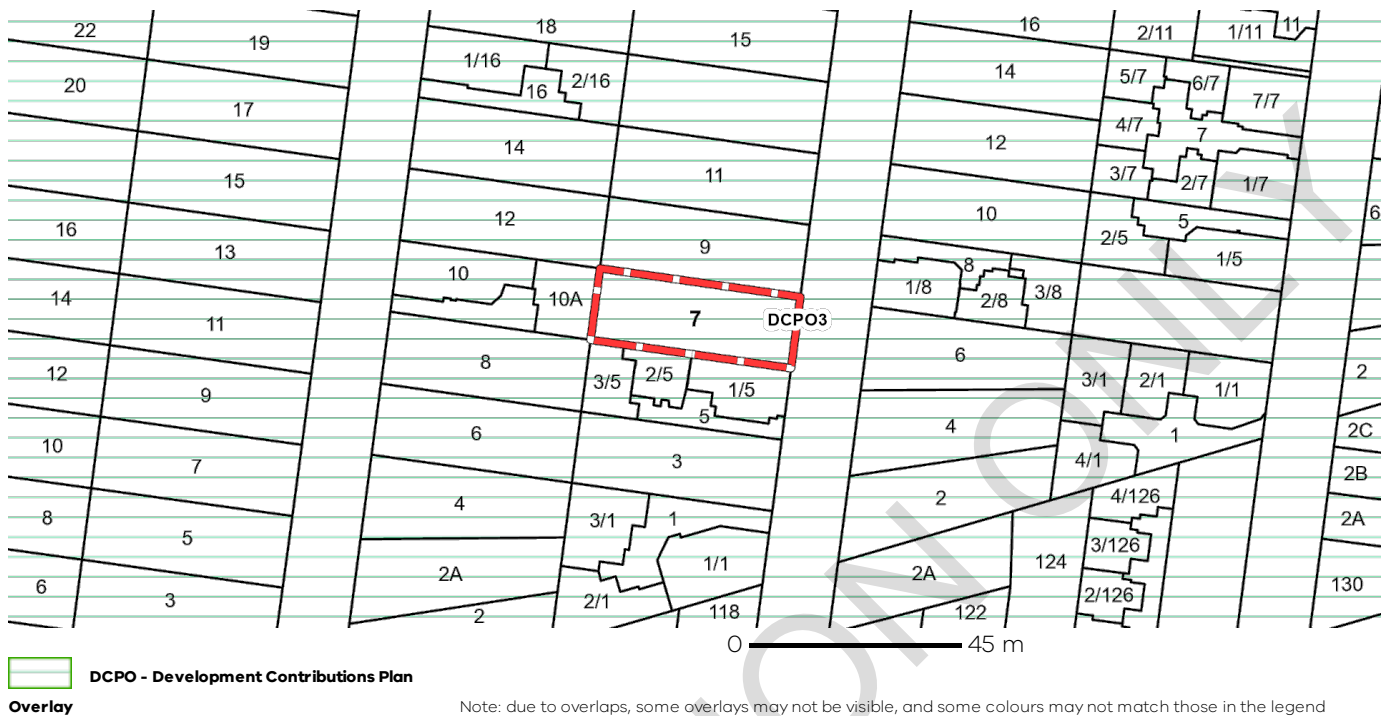 22 19 18 15 16 2/11 1/11 11
1/16 2/16 16 14 5/7 6/7 7/7
20 17 14 12 4/7 7
15 11 3/7 2/7 1/7
16 13 12 9 10 2/5 5 1/5 6
14 11 10 10A 7 DCPO3 1/8 8 2/8 3/8
12 9 8 3/5 2/5 1/5 5 6 3/1 2/1 1/1 2
10 7 6 3 4 4/1 1 2C
8 5 4 3/1 1 1/1 2 4/126 2B
2A 3/126 2A
6 3 2A 2/1 2 118 124 122 2/126 130
0 45 m
DCPO - Development Contributions Plan
Overlay
Note: due to overlaps, some overlays may not be visible, and some colours may not match those in the legend
ON ONLY